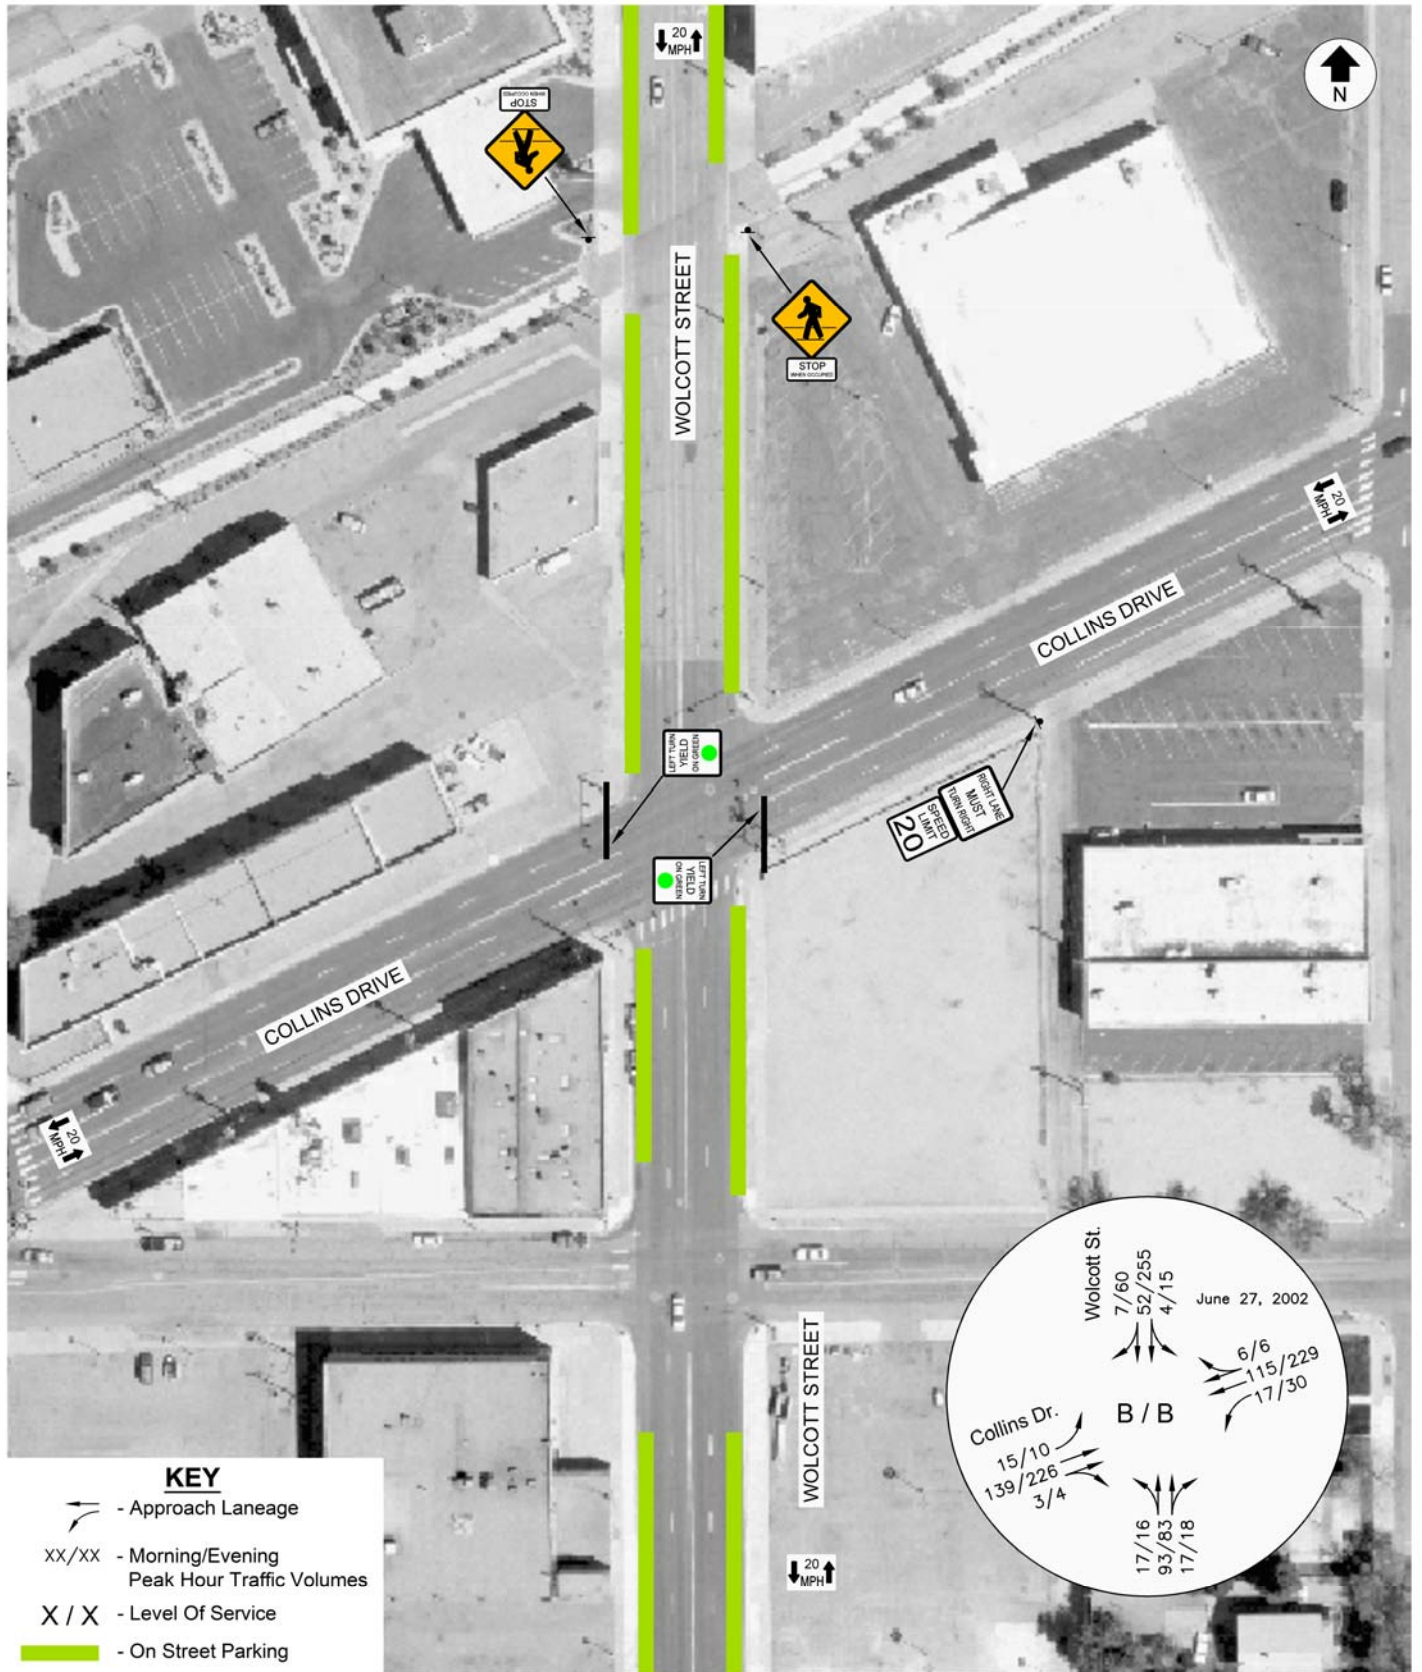 20
MPH
N
STOP
WHEN OCCUPIED
WOLCOTT STREET
STOP
WHEN OCCUPIED
20
MPH
COLLINS DRIVE
LEFT TURN
YIELD
ON GREEN
RIGHT LANE
MUST
TURN RIGHT
SPEED
LIMIT
20
LEFT TURN
YIELD
ON GREEN
COLLINS DRIVE
20
MPH
WOLCOTT STREET
20
MPH
Wolcott St.
7/60
52/255
4/15
June 27, 2002
6/6
115/229
17/30
B / B
Collins Dr.
15/10
139/226
3/4
17/16
93/83
17/18
KEY
- Approach Laneage
XX/XX - Morning/Evening
Peak Hour Traffic Volumes
X / X - Level Of Service
- On Street Parking